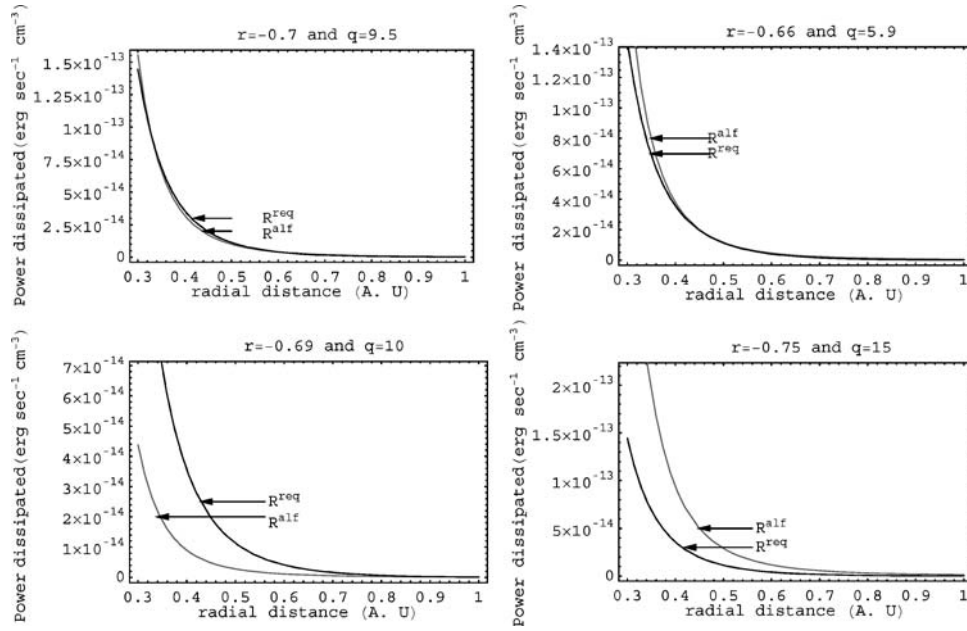 r=-0.7 and q=9.5
Power dissipated(erg sec⁻¹ cm⁻³)
1.5×10⁻¹³
1.25×10⁻¹³
1×10⁻¹³
7.5×10⁻¹⁴
5×10⁻¹⁴
2.5×10⁻¹⁴
0
R^req
R^alf
0.3 0.4 0.5 0.6 0.7 0.8 0.9 1
radial distance (A. U)
r=-0.66 and q=5.9
Power dissipated(erg sec⁻¹ cm⁻³)
1.4×10⁻¹³
1.2×10⁻¹³
1×10⁻¹³
8×10⁻¹⁴
6×10⁻¹⁴
4×10⁻¹⁴
2×10⁻¹⁴
0
R^alf
R^req
0.3 0.4 0.5 0.6 0.7 0.8 0.9 1
radial distance (A. U)
r=-0.69 and q=10
Power dissipated(erg sec⁻¹ cm⁻³)
7×10⁻¹⁴
6×10⁻¹⁴
5×10⁻¹⁴
4×10⁻¹⁴
3×10⁻¹⁴
2×10⁻¹⁴
1×10⁻¹⁴
0
R^req
R^alf
0.3 0.4 0.5 0.6 0.7 0.8 0.9 1
radial distance (A. U)
r=-0.75 and q=15
Power dissipated(erg sec⁻¹ cm⁻³)
2×10⁻¹³
1.5×10⁻¹³
1×10⁻¹³
5×10⁻¹⁴
0
R^alf
R^req
0.3 0.4 0.5 0.6 0.7 0.8 0.9 1
radial distance (A. U)